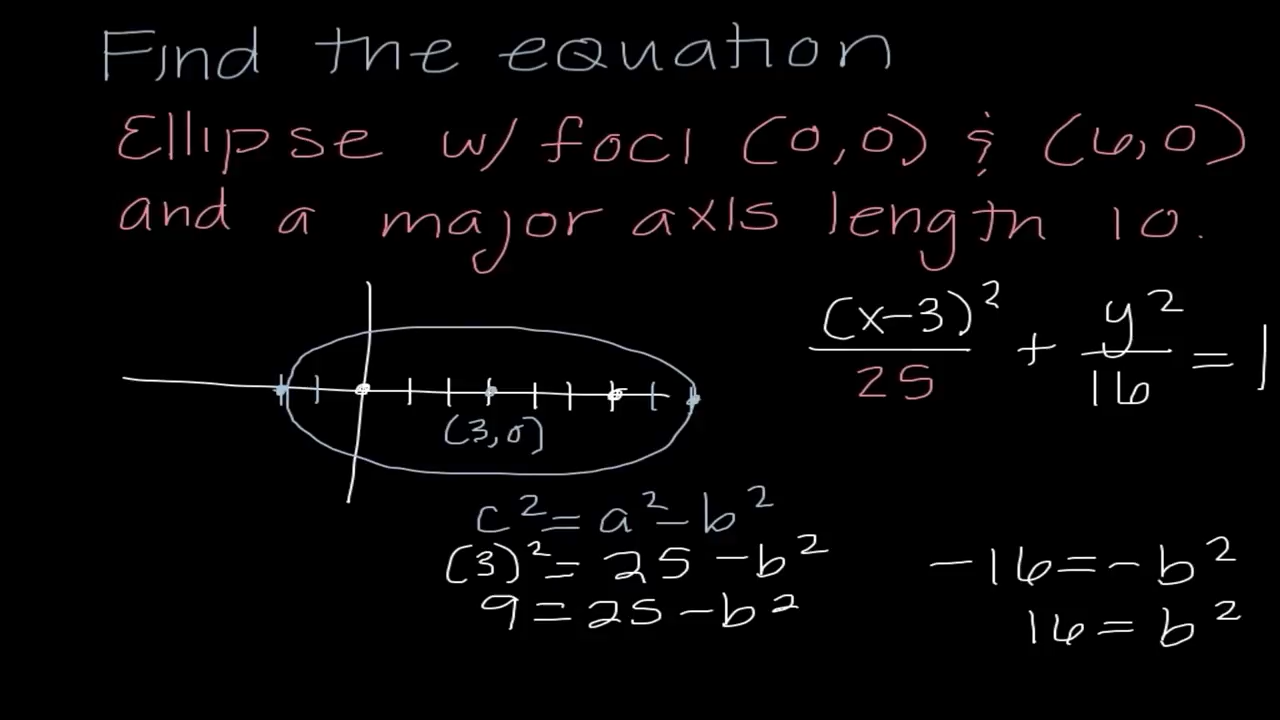 Find the equation
Ellipse w/ foci (0,0) & (6,0)
and a major axis length 10.
(x-3)²/25 + y²/16 = 1
(3,0)
c² = a² - b²
(3)² = 25 - b²
9 = 25 - b²
-16 = -b²
16 = b²